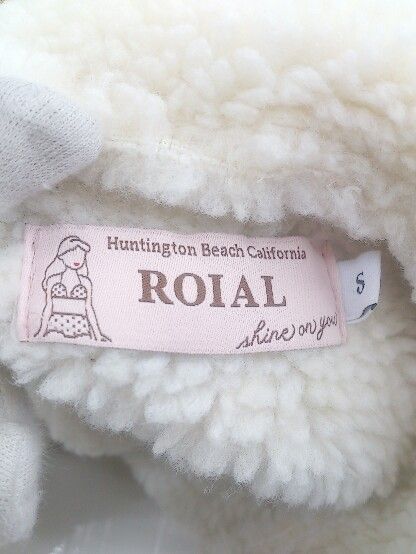 Huntington Beach California
ROIAL
shine on you
S